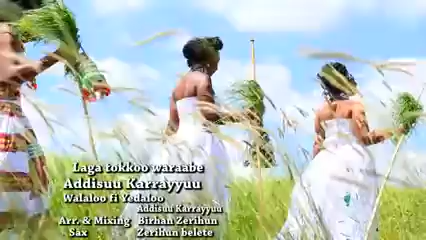 Laga tokkoo waraabe
Addisuu Karrayyuu
Walaloo fi Yedaloo
Addisuu Karrayyuu
Arr. & Mixing Birhan Zerihun
Sax Zerihun belete